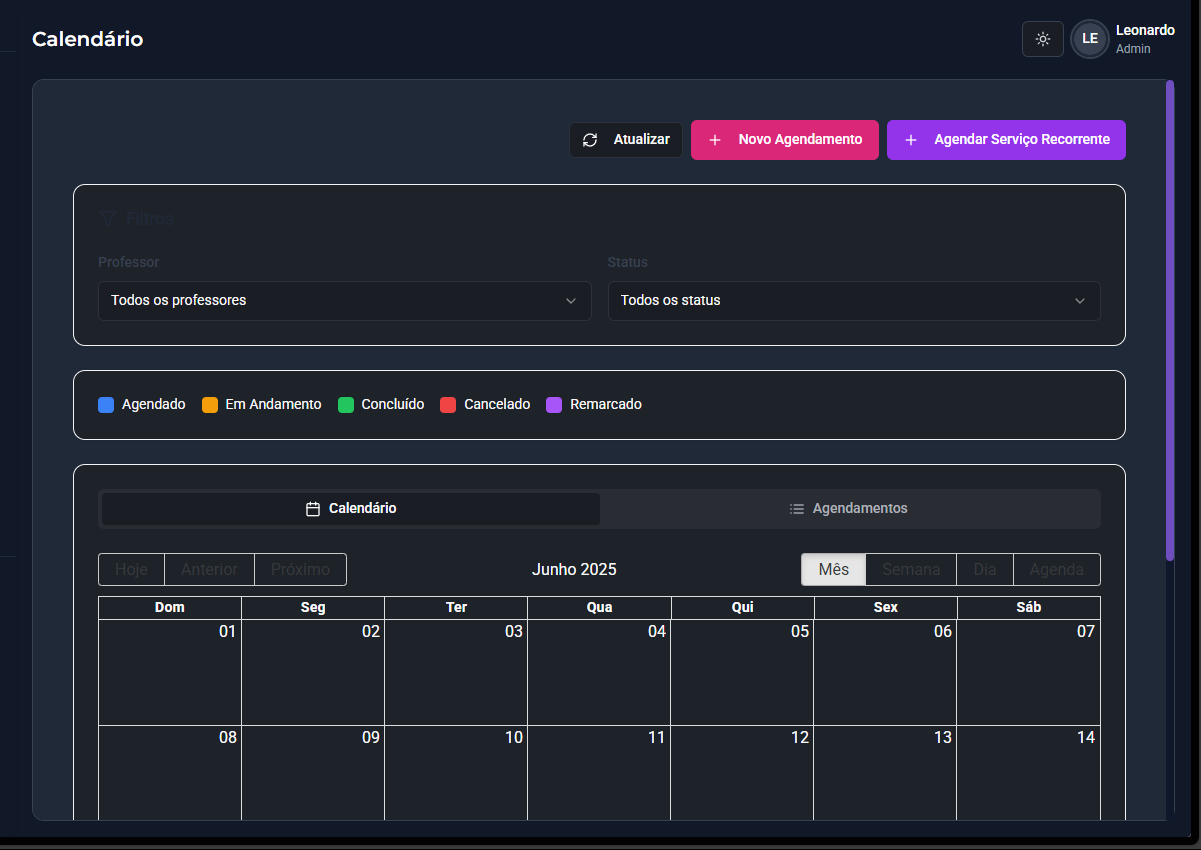 Calendário
LE
Leonardo
Admin
Atualizar
Novo Agendamento
Agendar Serviço Recorrente
Filtros
Professor
Status
Todos os professores
Todos os status
Agendado
Em Andamento
Concluído
Cancelado
Remarcado
Calendário
Agendamentos
Hoje Anterior Próximo
Junho 2025
Mês Semana Dia Agenda
Dom Seg Ter Qua Qui Sex Sáb
01 02 03 04 05 06 07
08 09 10 11 12 13 14